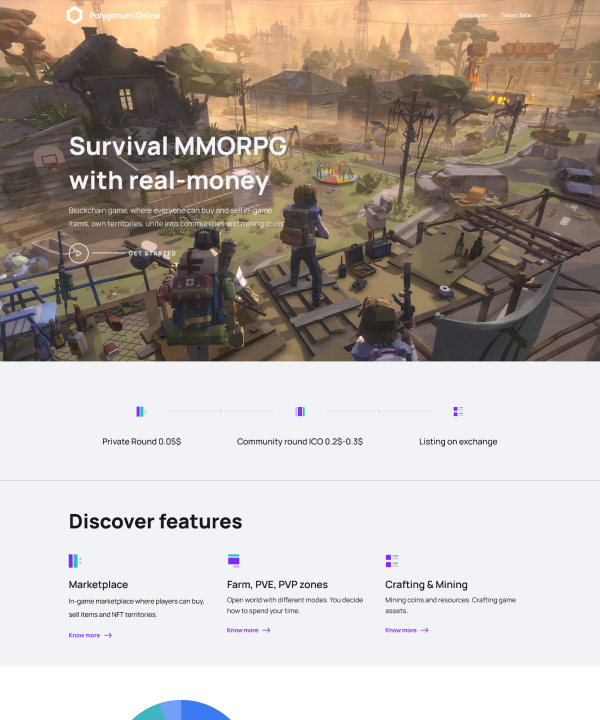 Polygonum.Online
Whitepaper Token Sale
Survival MMORPG
with real-money
Blockchain game, where everyone can buy and sell in-game
items, own territories, unite into communities and mining coins
GET STARTED
Private Round 0.05$
Community round ICO 0.2$-0.3$
Listing on exchange
Discover features
Marketplace
In-game marketplace where players can buy,
sell items and NFT territories.
Know more
Farm, PVE, PVP zones
Open world with different modes. You decide
how to spend your time.
Know more
Crafting & Mining
Mining coins and resources. Crafting game
assets.
Know more